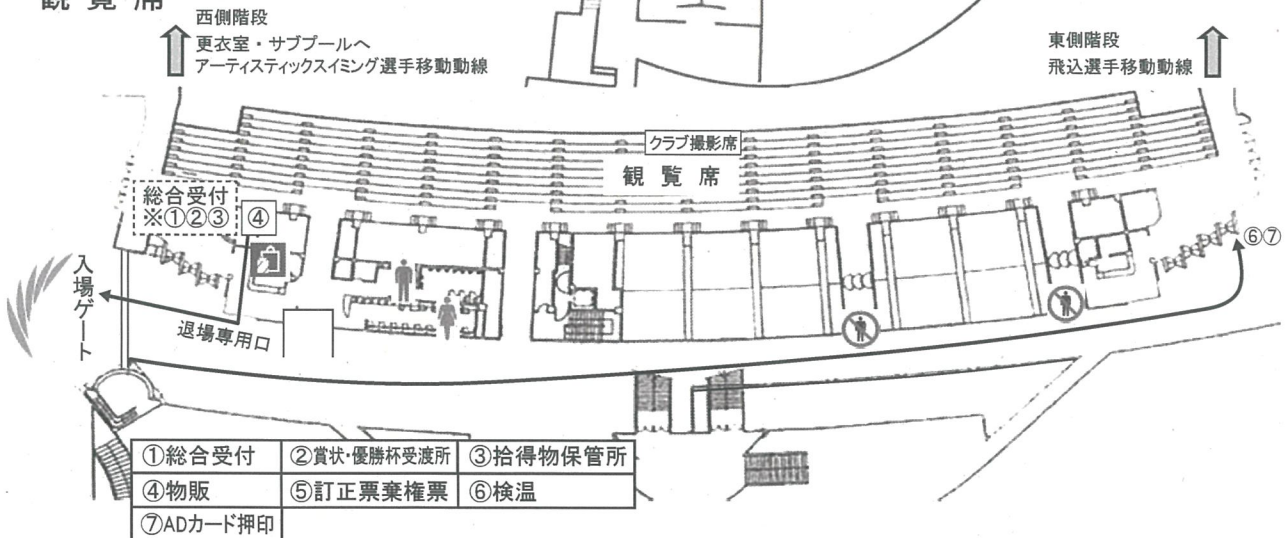 観覧席
西側階段
更衣室・サブプールへ
アーティスティックスイミング選手移動動線
東側階段
飛込選手移動動線
クラブ撮影席
観覧席
総合受付
※①②③
④
⑥⑦
入場ゲート
退場専用口
①総合受付 ②賞状・優勝杯受渡所 ③拾得物保管所
④物販 ⑤訂正票棄権票 ⑥検温
⑦ADカード押印